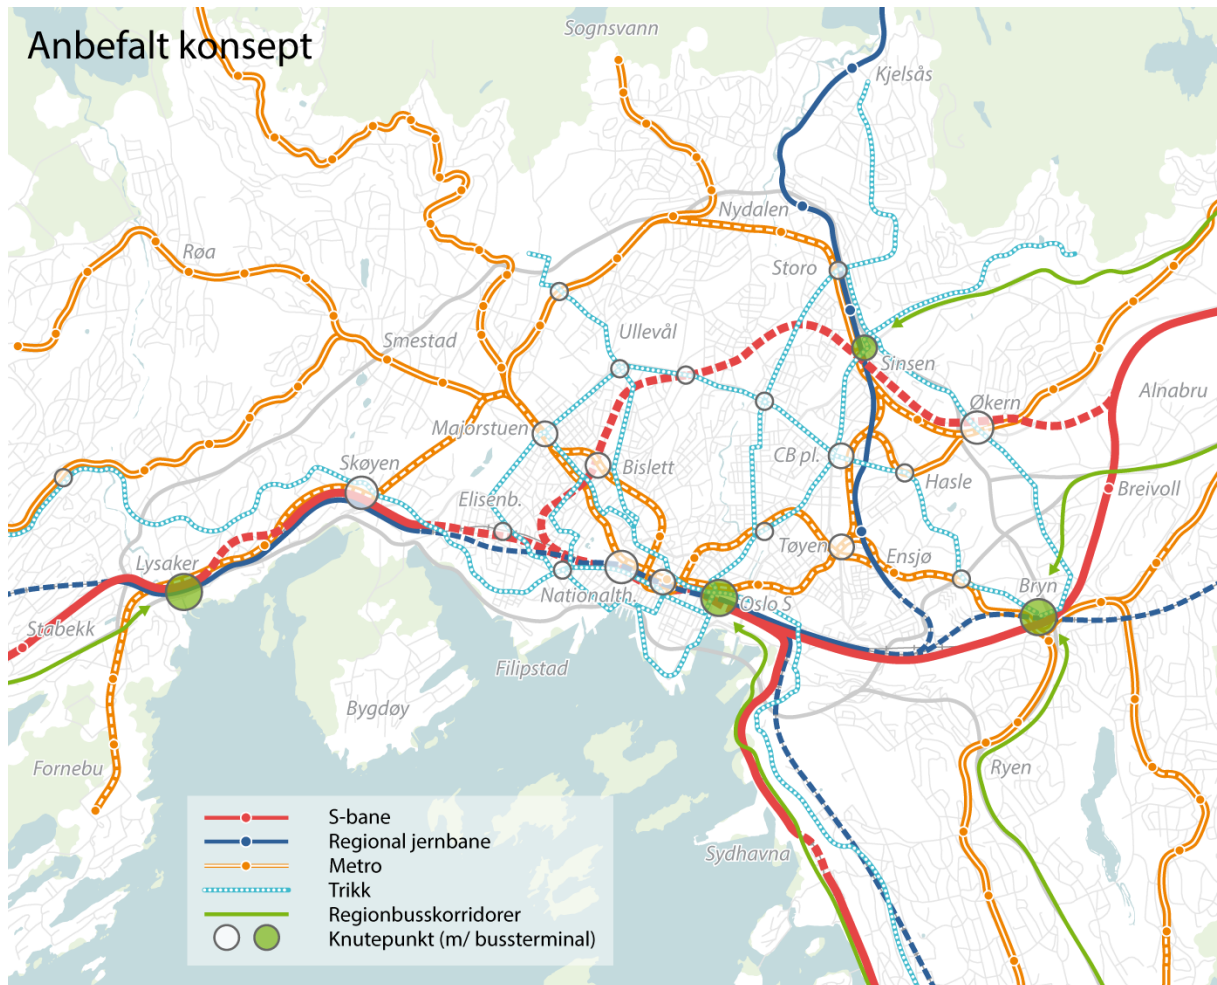 Anbefalt konsept
Sognsvann
Kjelsås
Nydalen
Røa
Storo
Ullevål
Smestad
Sinsen
Alnabru
Økern
Majorstuen
Skøyen
Bislett
CB pl.
Hasle
Breivoll
Elisenb.
Lysaker
Tøyen
Ensjø
Bryn
Nationalth.
Oslo S
Stabekk
Filipstad
Bygdøy
Fornebu
Ryen
Sydhavna
S-bane
Regional jernbane
Metro
Trikk
Regionbusskorridorer
Knutepunkt (m/ bussterminal)